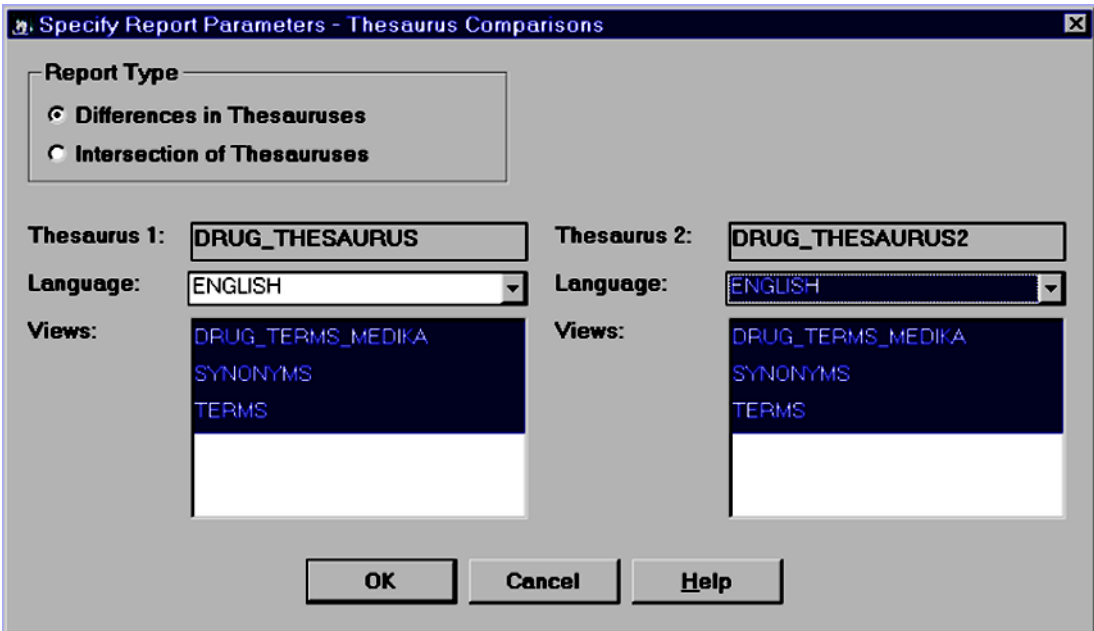 Specify Report Parameters - Thesaurus Comparisons
Report Type
Differences in Thesauruses
Intersection of Thesauruses
Thesaurus 1: DRUG_THESAURUS Thesaurus 2: DRUG_THESAURUS2
Language: ENGLISH Language: ENGLISH
Views: DRUG_TERMS_MEDIKA Views: DRUG_TERMS_MEDIKA
SYNONYMS SYNONYMS
TERMS TERMS
OK Cancel Help